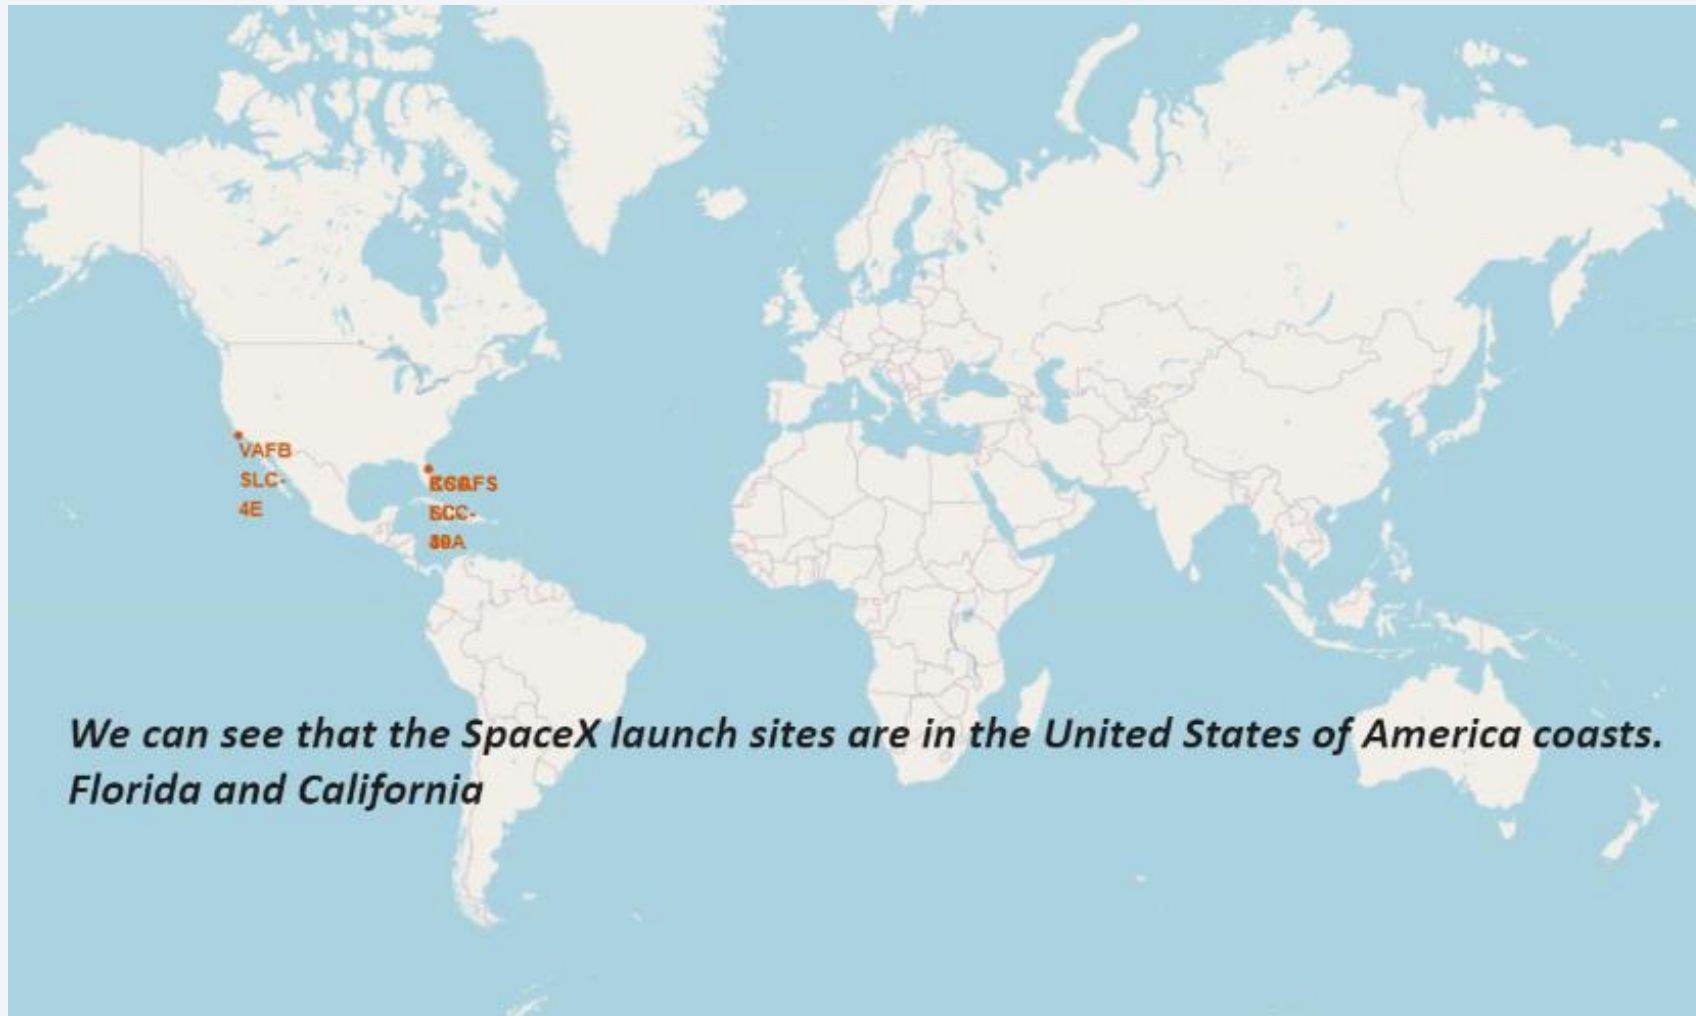 VAFB
SLC-
4E
We can see that the SpaceX launch sites are in the United States of America coasts.
Florida and California